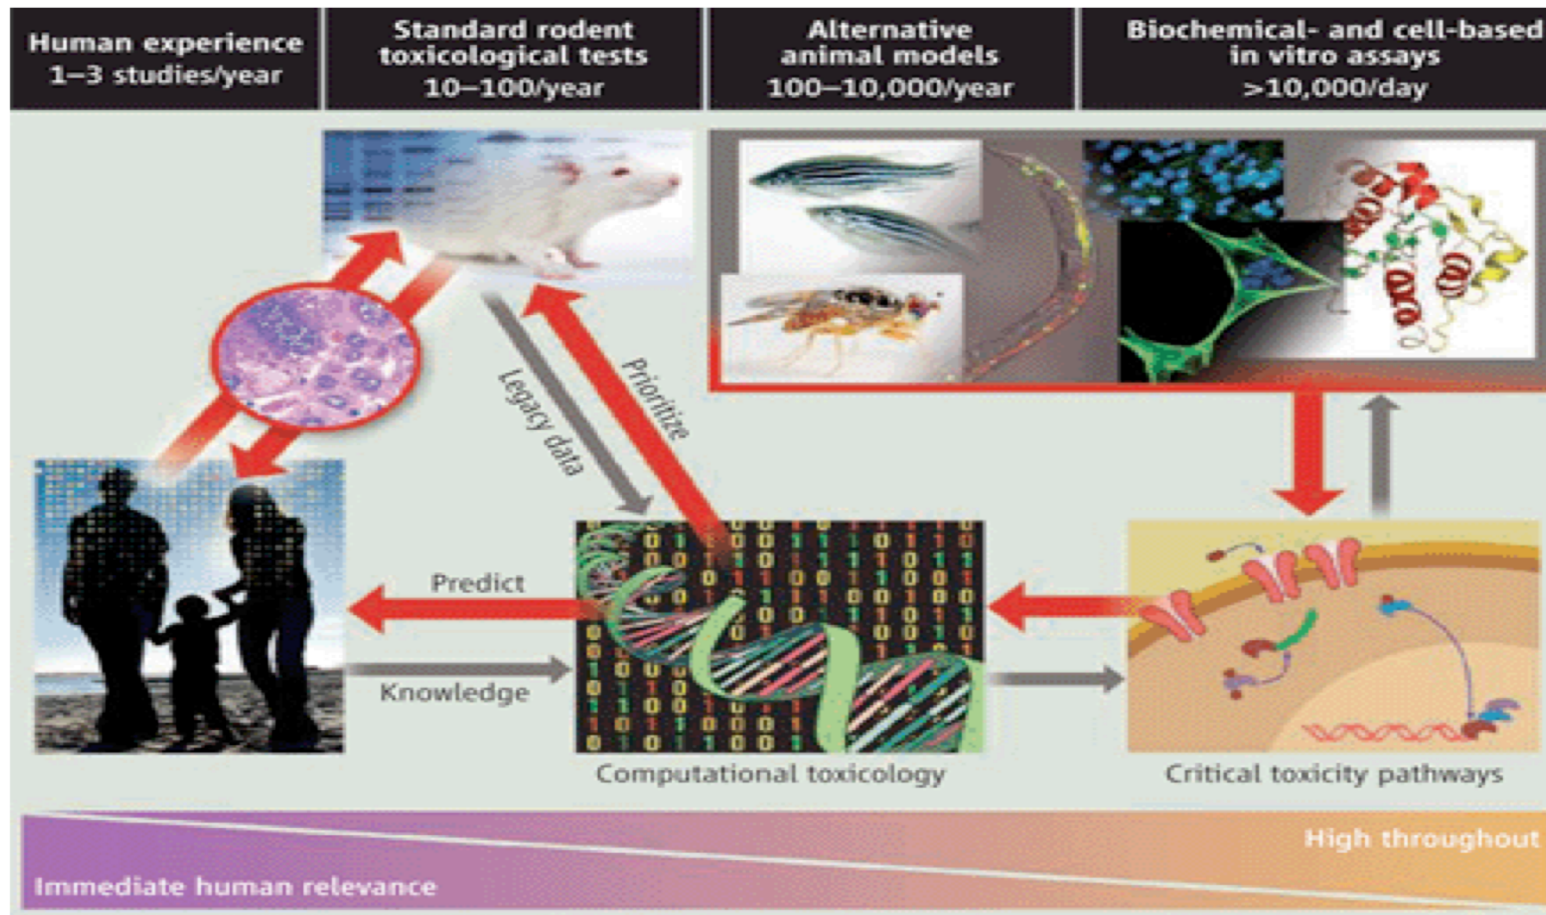 Human experience
1–3 studies/year
Standard rodent
toxicological tests
10–100/year
Alternative
animal models
100–10,000/year
Biochemical- and cell-based
in vitro assays
>10,000/day
Legacy data
Prioritize
Predict
Knowledge
Computational toxicology
Critical toxicity pathways
High throughout
Immediate human relevance